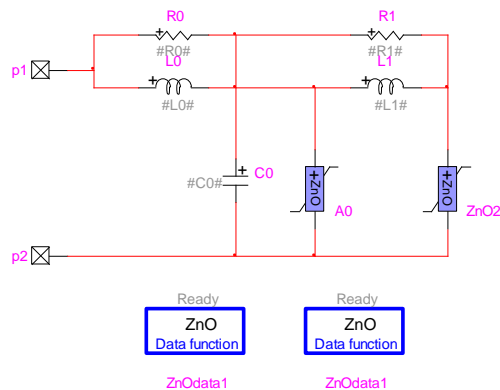 R0
R1
#R0#
#R1#
p1
L0
L1
#L0#
#L1#
#C0#
C0
+ZnO
A0
+ZnO
ZnO2
p2
Ready
Ready
ZnO
Data function
ZnO
Data function
ZnOdata1
ZnOdata1